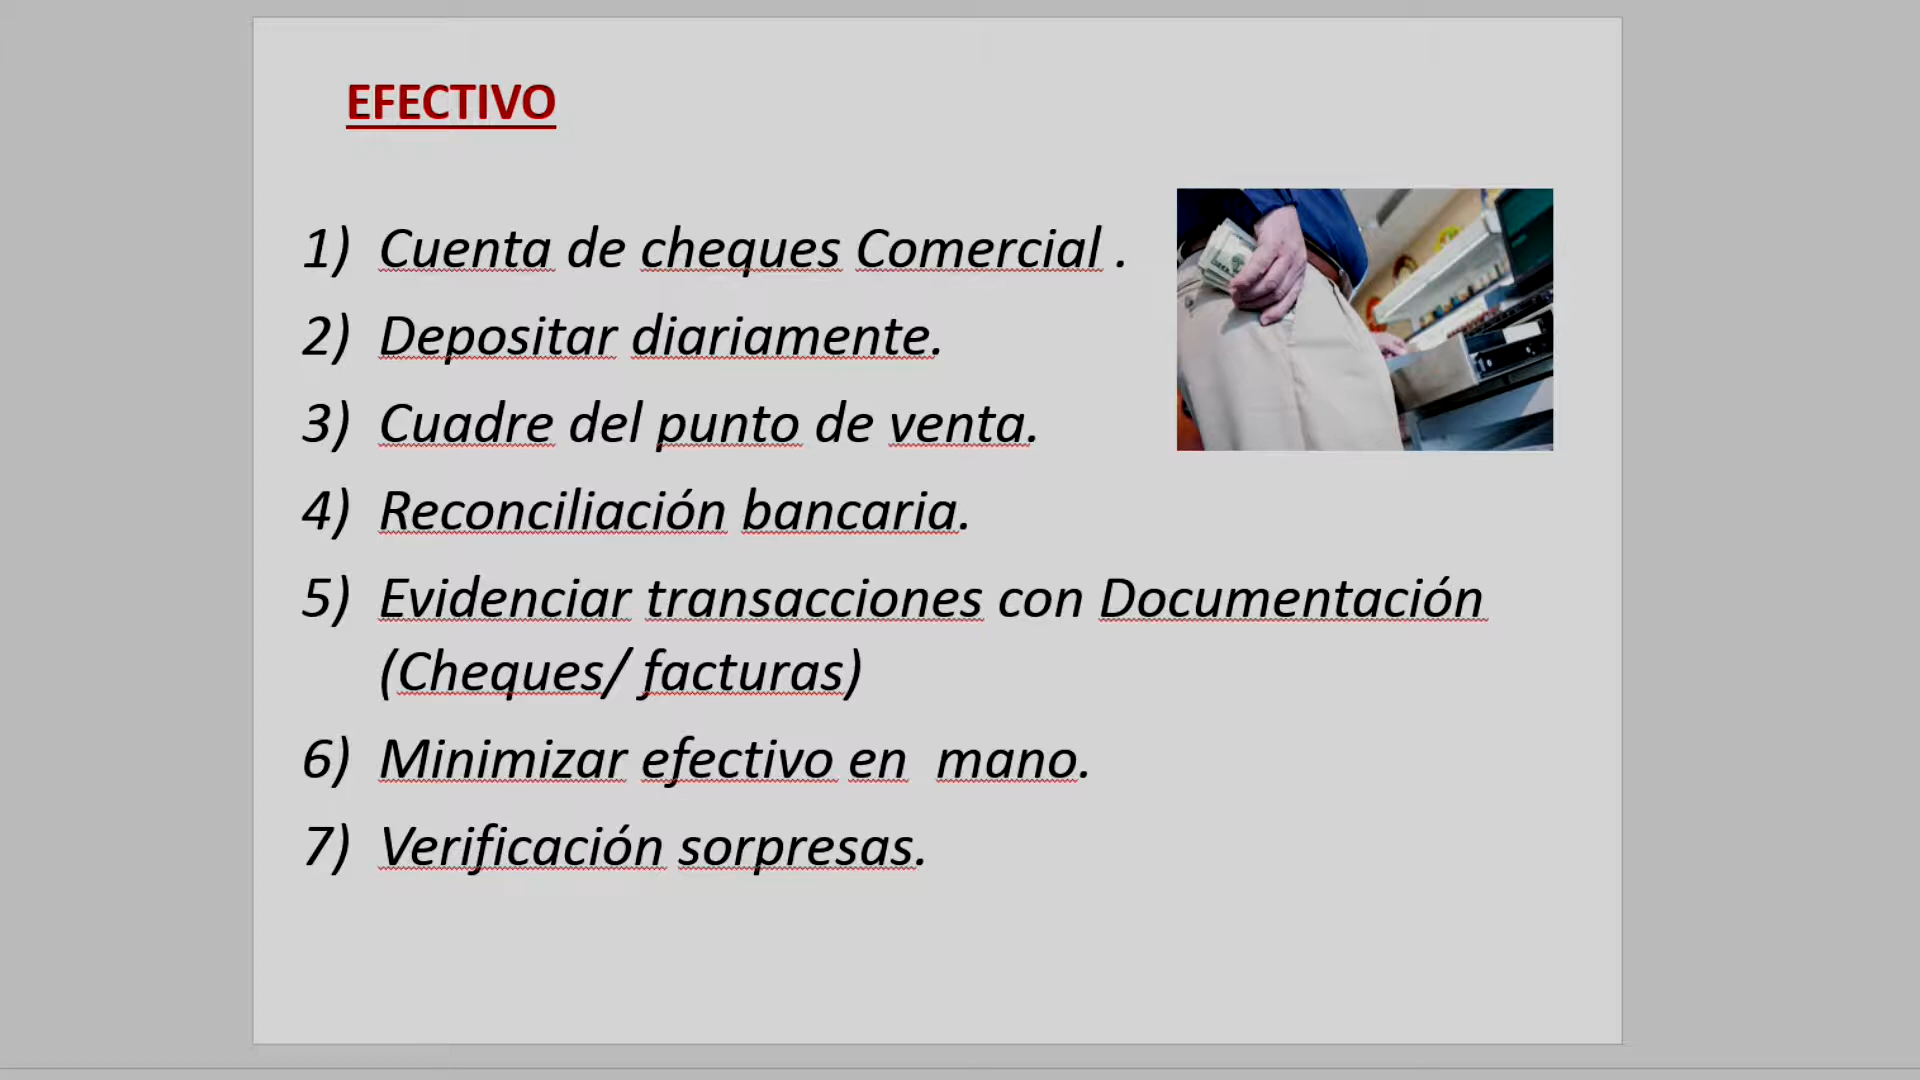 EFECTIVO
1) Cuenta de cheques Comercial .
2) Depositar diariamente.
3) Cuadre del punto de venta.
4) Reconciliación bancaria.
5) Evidenciar transacciones con Documentación
(Cheques/ facturas)
6) Minimizar efectivo en  mano.
7) Verificación sorpresas.